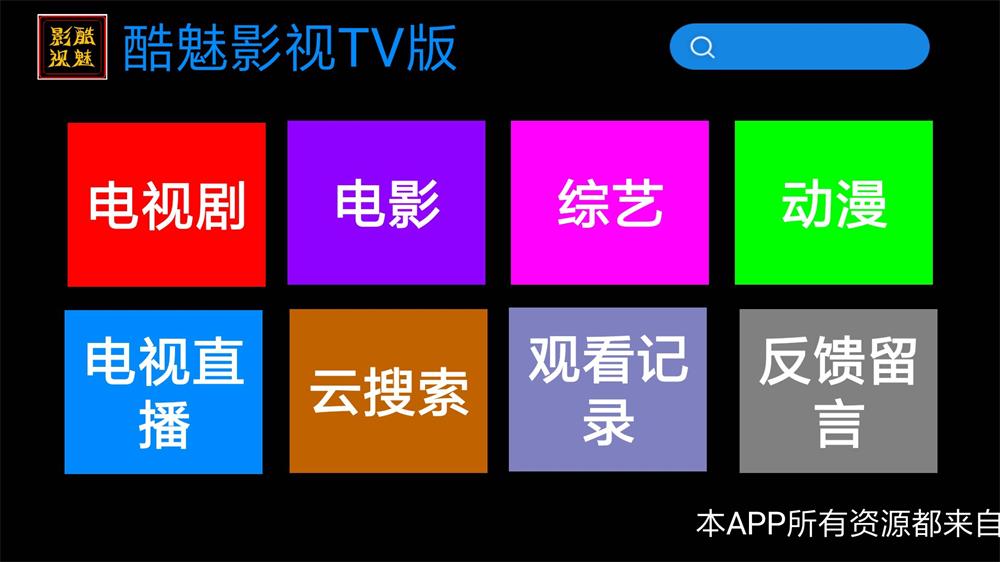 影酷
视魅
酷魅影视TV版
电视剧
电影
综艺
动漫
电视直
播
云搜索
观看记
录
反馈留
言
本APP所有资源都来自